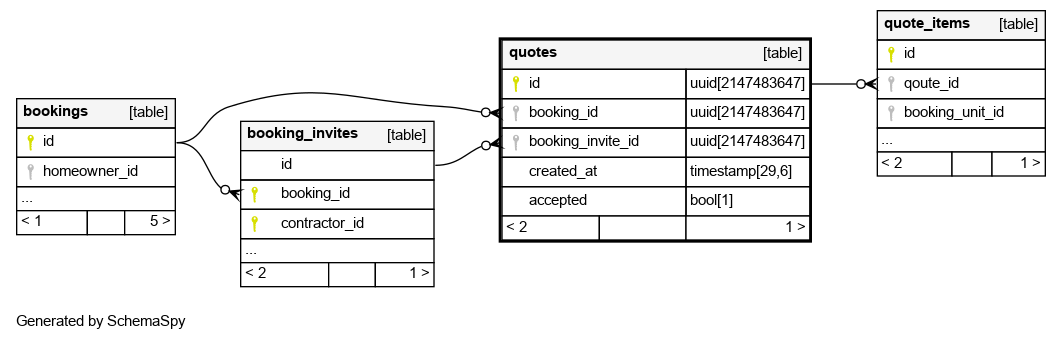 bookings [table]
id
homeowner_id
...
< 1 5 >
booking_invites [table]
id
booking_id
contractor_id
...
< 2 1 >
quotes [table]
id uuid[2147483647]
booking_id uuid[2147483647]
booking_invite_id uuid[2147483647]
created_at timestamp[29,6]
accepted bool[1]
< 2 1 >
quote_items [table]
id
qoute_id
booking_unit_id
...
< 2 1 >
Generated by SchemaSpy